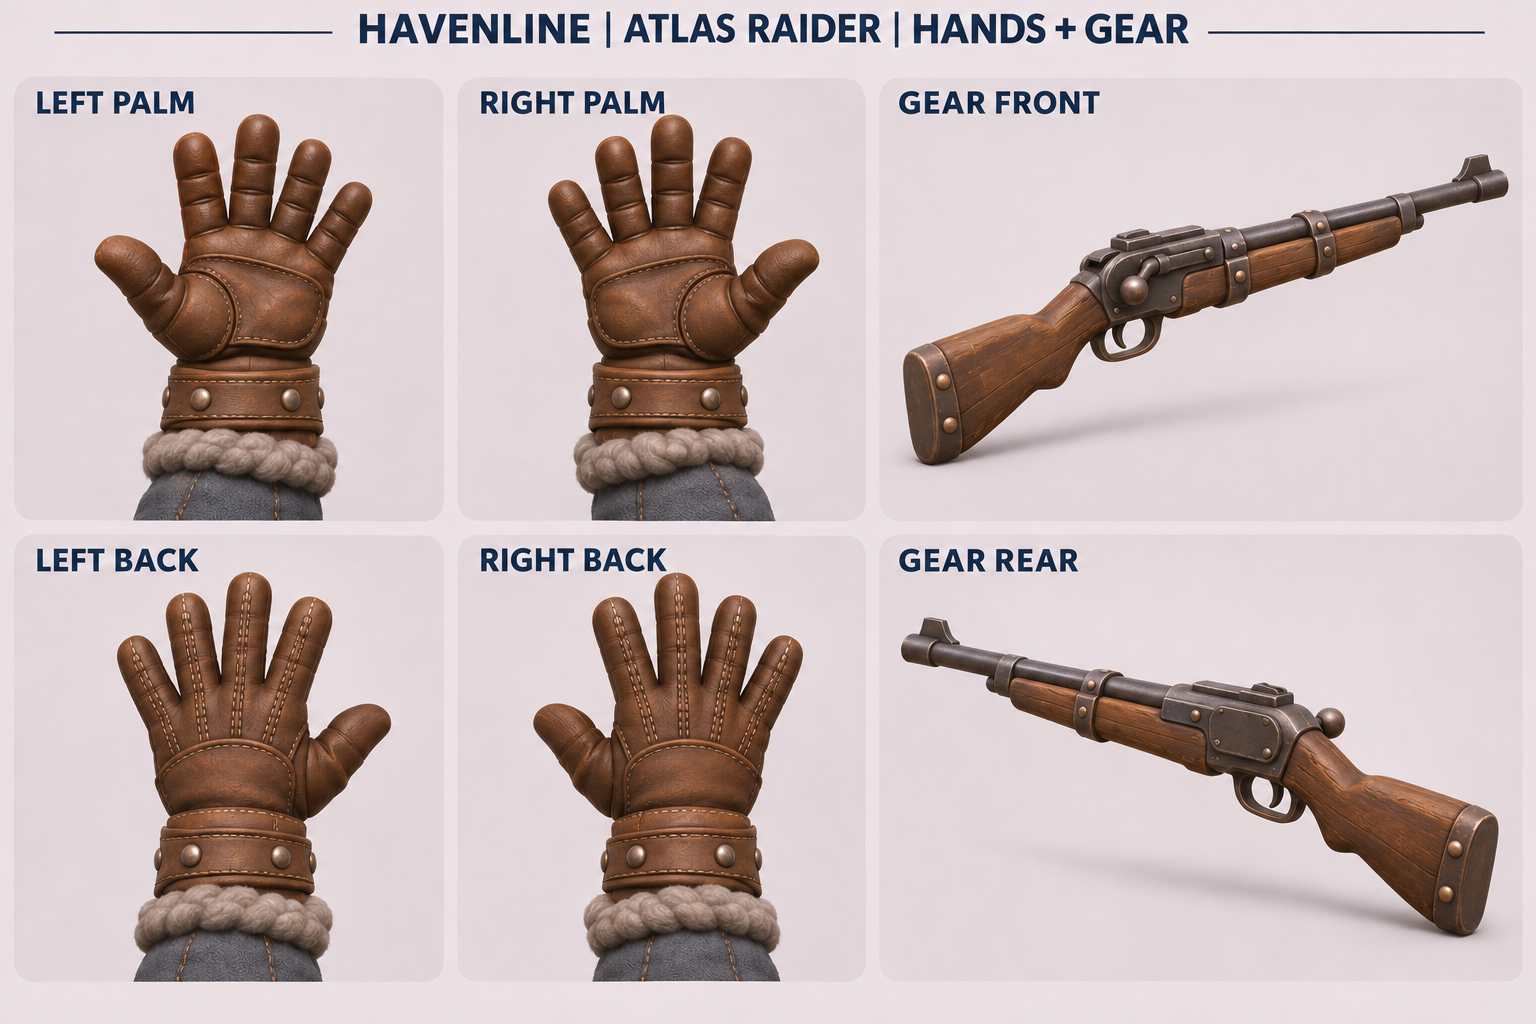 HAVENLINE | ATLAS RAIDER | HANDS + GEAR
LEFT PALM
RIGHT PALM
GEAR FRONT
LEFT BACK
RIGHT BACK
GEAR REAR